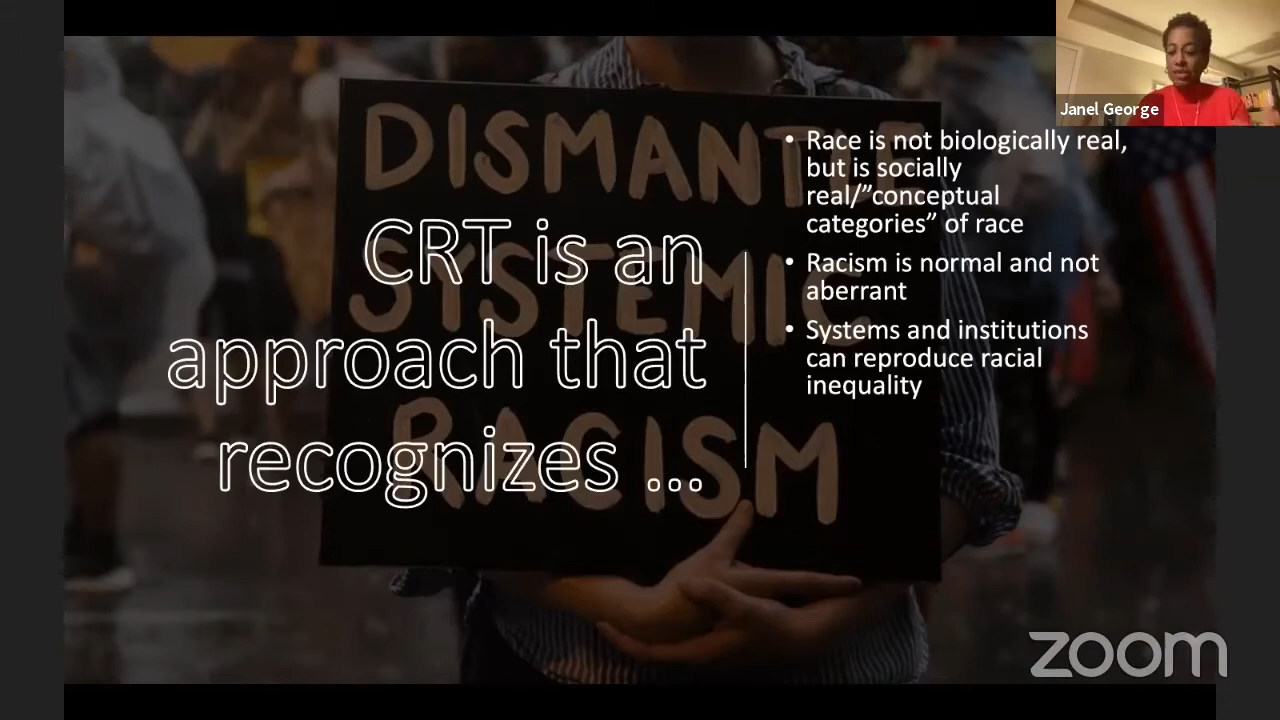 Janel George
DISMANTLE
SYSTEMIC
RACISM
CRT is an
approach that
recognizes ...
• Race is not biologically real,
but is socially
real/”conceptual
categories” of race
• Racism is normal and not
aberrant
• Systems and institutions
can reproduce racial
inequality
zoom